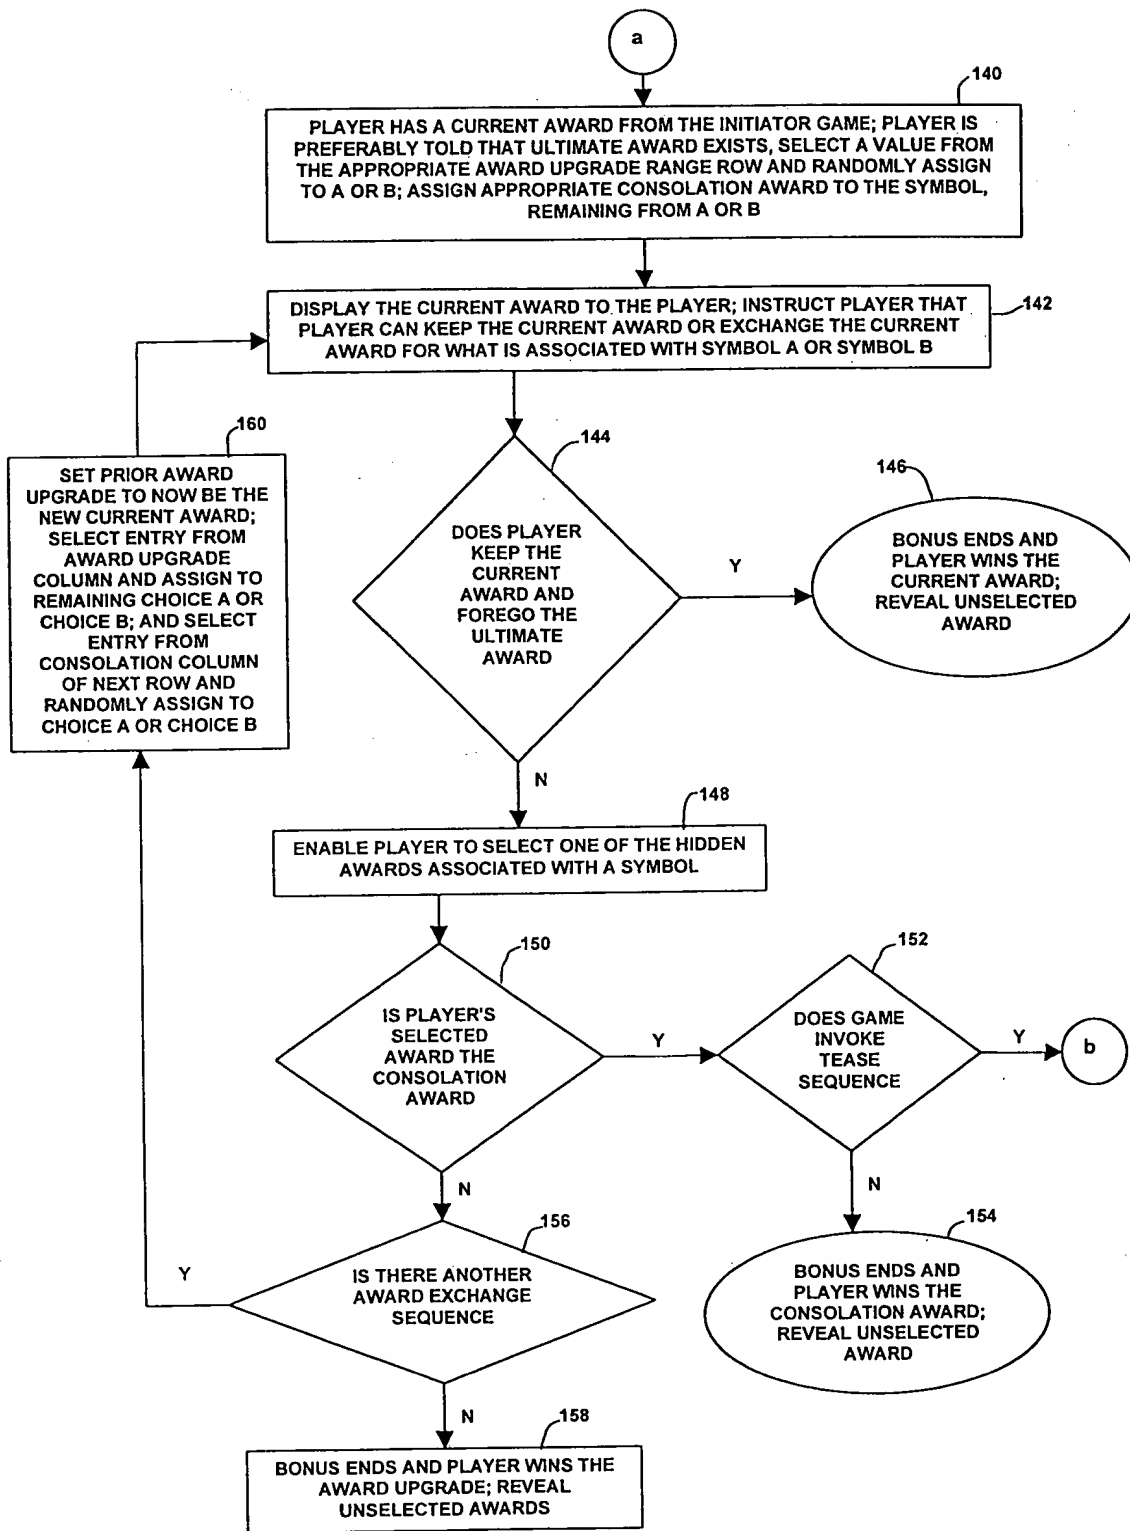 a
140
PLAYER HAS A CURRENT AWARD FROM THE INITIATOR GAME; PLAYER IS
PREFERABLY TOLD THAT ULTIMATE AWARD EXISTS, SELECT A VALUE FROM
THE APPROPRIATE AWARD UPGRADE RANGE ROW AND RANDOMLY ASSIGN
TO A OR B; ASSIGN APPROPRIATE CONSOLATION AWARD TO THE SYMBOL,
REMAINING FROM A OR B
142
DISPLAY THE CURRENT AWARD TO THE PLAYER; INSTRUCT PLAYER THAT
PLAYER CAN KEEP THE CURRENT AWARD OR EXCHANGE THE CURRENT
AWARD FOR WHAT IS ASSOCIATED WITH SYMBOL A OR SYMBOL B
160
SET PRIOR AWARD
UPGRADE TO NOW BE THE
NEW CURRENT AWARD;
SELECT ENTRY FROM
AWARD UPGRADE
COLUMN AND ASSIGN TO
REMAINING CHOICE A OR
CHOICE B; AND SELECT
ENTRY FROM
CONSOLATION COLUMN
OF NEXT ROW AND
RANDOMLY ASSIGN TO
CHOICE A OR CHOICE B
144
DOES PLAYER
KEEP THE
CURRENT
AWARD AND
FOREGO THE
ULTIMATE
AWARD
Y
146
BONUS ENDS AND
PLAYER WINS THE
CURRENT AWARD;
REVEAL UNSELECTED
AWARD
N
148
ENABLE PLAYER TO SELECT ONE OF THE HIDDEN
AWARDS ASSOCIATED WITH A SYMBOL
150
IS PLAYER'S
SELECTED
AWARD THE
CONSOLATION
AWARD
Y
152
DOES GAME
INVOKE
TEASE
SEQUENCE
Y
b
N
N
154
BONUS ENDS AND
PLAYER WINS THE
CONSOLATION AWARD;
REVEAL UNSELECTED
AWARD
156
IS THERE ANOTHER
AWARD EXCHANGE
SEQUENCE
Y
N
158
BONUS ENDS AND PLAYER WINS THE
AWARD UPGRADE; REVEAL
UNSELECTED AWARDS